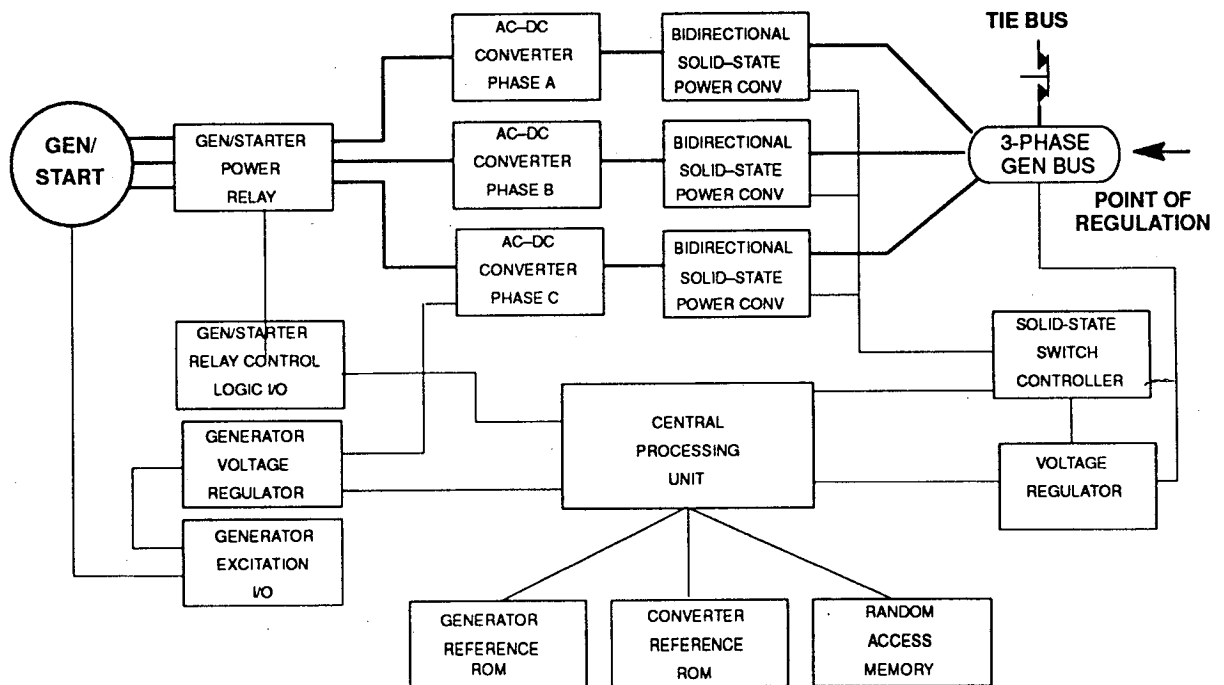 AC–DC
CONVERTER
PHASE A
BIDIRECTIONAL
SOLID–STATE
POWER CONV
TIE BUS
GEN/
START
GEN/STARTER
POWER
RELAY
AC–DC
CONVERTER
PHASE B
BIDIRECTIONAL
SOLID–STATE
POWER CONV
3-PHASE
GEN BUS
POINT OF
REGULATION
AC–DC
CONVERTER
PHASE C
BIDIRECTIONAL
SOLID–STATE
POWER CONV
GEN/STARTER
RELAY CONTROL
LOGIC I/O
SOLID-STATE
SWITCH
CONTROLLER
GENERATOR
VOLTAGE
REGULATOR
CENTRAL
PROCESSING
UNIT
VOLTAGE
REGULATOR
GENERATOR
EXCITATION
I/O
GENERATOR
REFERENCE
ROM
CONVERTER
REFERENCE
ROM
RANDOM
ACCESS
MEMORY